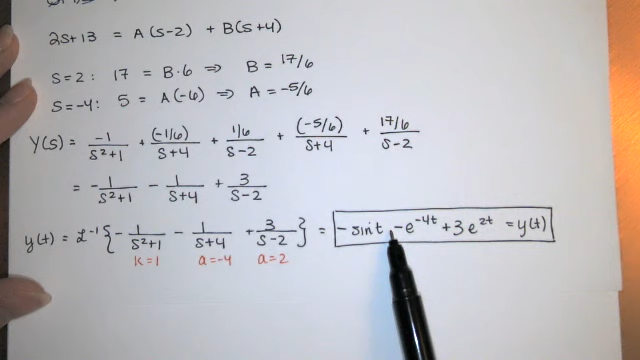 2s+13 = A(s-2) + B(s+4)
s=2: 17 = B·6 ⇒ B = 17/6
s=-4: 5 = A(-6) ⇒ A = -5/6
Y(s) = -1/(s²+1) + (-1/6)/(s+4) + 1/6/(s-2) + (-5/6)/(s+4) + 17/6/(s-2)
= -1/(s²+1) - 1/(s+4) + 3/(s-2)
y(t) = ℒ⁻¹{-1/(s²+1) - 1/(s+4) + 3/(s-2)} = -sint - e^(-4t) + 3e^(2t) = y(t)
k=1 a=-4 a=2